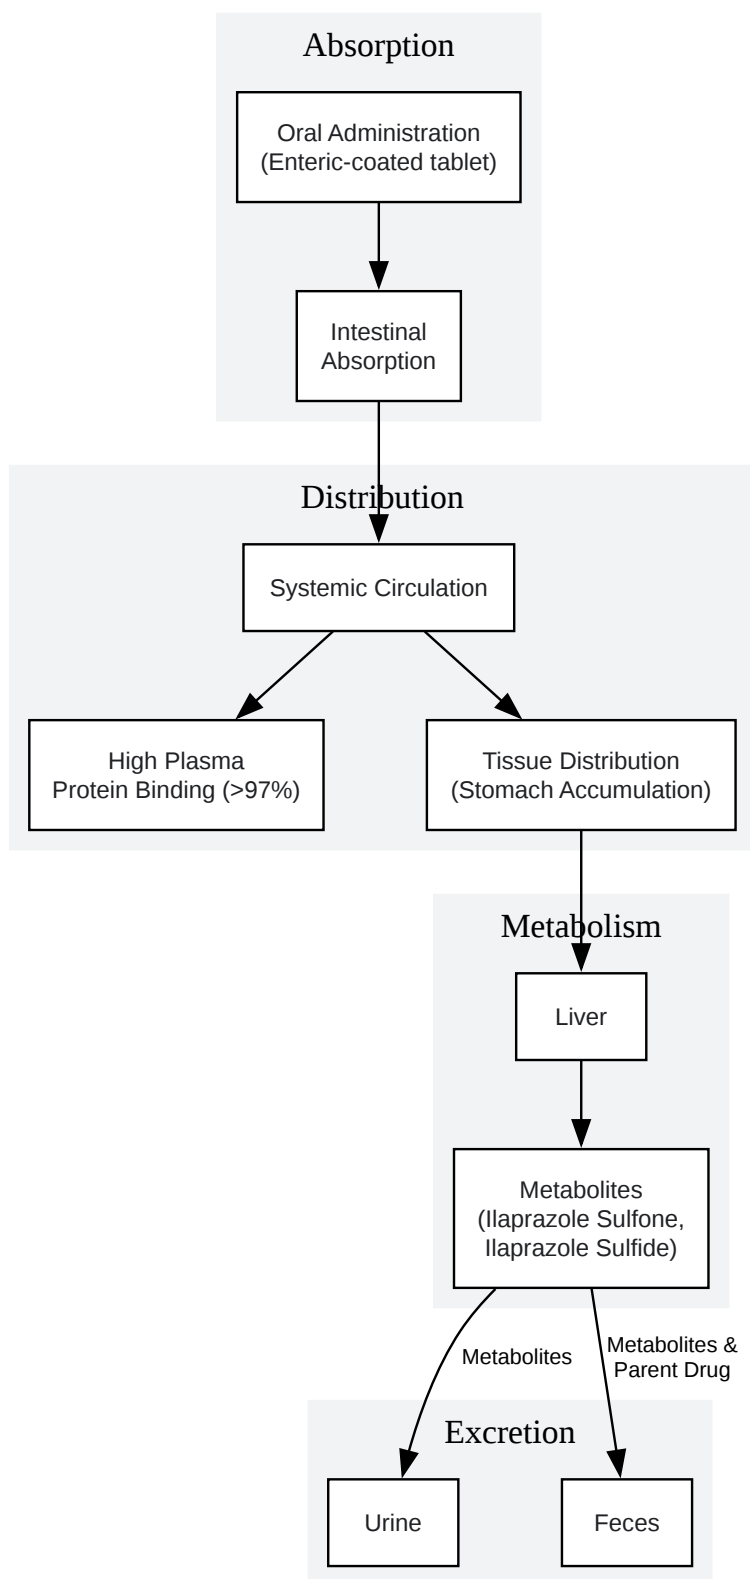 Absorption
Oral Administration
(Enteric-coated tablet)
Intestinal
Absorption
Distribution
Systemic Circulation
High Plasma
Protein Binding (>97%)
Tissue Distribution
(Stomach Accumulation)
Metabolism
Liver
Metabolites
(Ilaprazole Sulfone,
Ilaprazole Sulfide)
Metabolites
Metabolites &
Parent Drug
Excretion
Urine
Feces